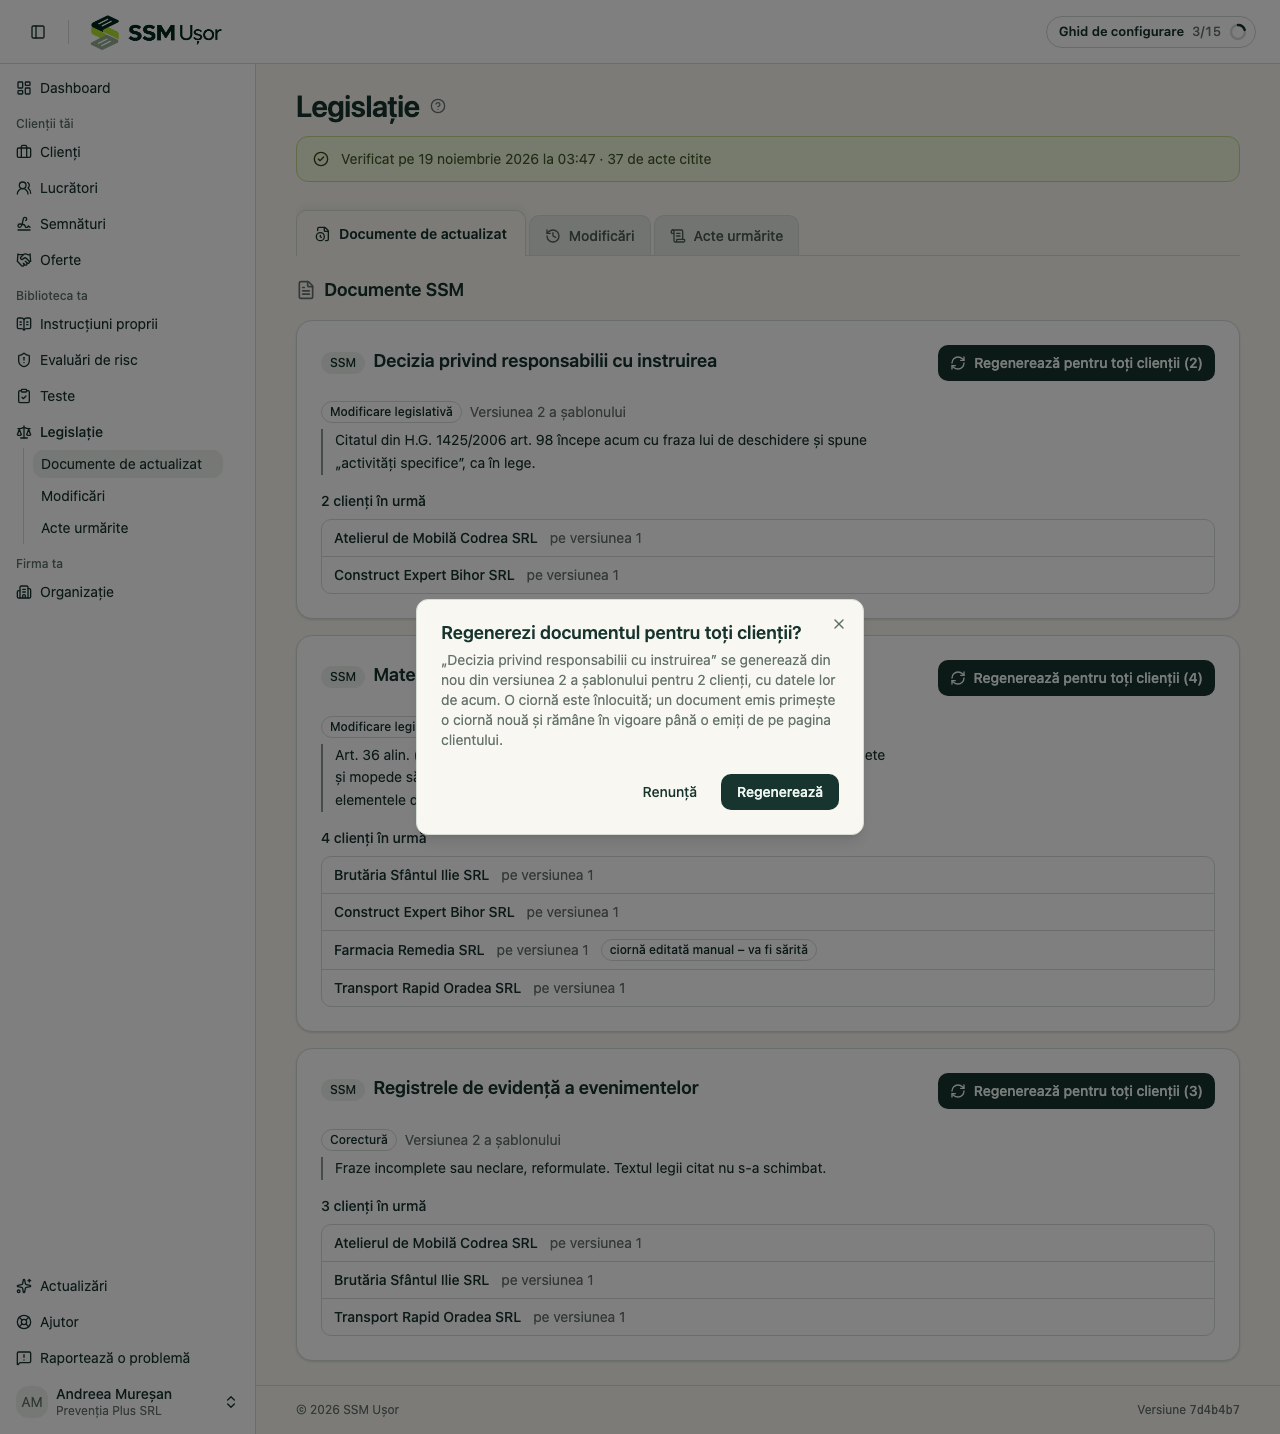 SSM Ușor
Ghid de configurare 3/15
Dashboard
Clienții tăi
Clienți
Lucrători
Semnături
Oferte
Biblioteca ta
Instrucțiuni proprii
Evaluări de risc
Teste
Legislație
Documente de actualizat
Modificări
Acte urmărite
Firma ta
Organizație
Actualizări
Ajutor
Raportează o problemă
AM
Andreea Mureșan
Prevenția Plus SRL
Legislație
Verificat pe 19 noiembrie 2026 la 03:47 · 37 de acte citite
Documente de actualizat
Modificări
Acte urmărite
Documente SSM
SSM Decizia privind responsabilii cu instruirea
Regenerează pentru toți clienții (2)
Modificare legislativă Versiunea 2 a șablonului
Citatul din H.G. 1425/2006 art. 98 începe acum cu fraza lui de deschidere și spune
„activități specifice”, ca în lege.
2 clienți în urmă
Atelierul de Mobilă Codrea SRL pe versiunea 1
Construct Expert Bihor SRL pe versiunea 1
Regenerezi documentul pentru toți clienții?
„Decizia privind responsabilii cu instruirea” se generează din
nou din versiunea 2 a șablonului pentru 2 clienți, cu datele lor
de acum. O ciornă este înlocuită; un document emis primește
o ciornă nouă și rămâne în vigoare până o emiți de pe pagina
clientului.
Renunță
Regenerează
SSM Mate
Regenerează pentru toți clienții (4)
Modificare legi
Art. 36 alin. ete
și mopede s
elementele
4 clienți în urmă
Brutăria Sfântul Ilie SRL pe versiunea 1
Construct Expert Bihor SRL pe versiunea 1
Farmacia Remedia SRL pe versiunea 1 ciornă editată manual – va fi sărită
Transport Rapid Oradea SRL pe versiunea 1
SSM Registrele de evidență a evenimentelor
Regenerează pentru toți clienții (3)
Corectură Versiunea 2 a șablonului
Fraze incomplete sau neclare, reformulate. Textul legii citat nu s-a schimbat.
3 clienți în urmă
Atelierul de Mobilă Codrea SRL pe versiunea 1
Brutăria Sfântul Ilie SRL pe versiunea 1
Transport Rapid Oradea SRL pe versiunea 1
© 2026 SSM Ușor
Versiune 7d4b4b7